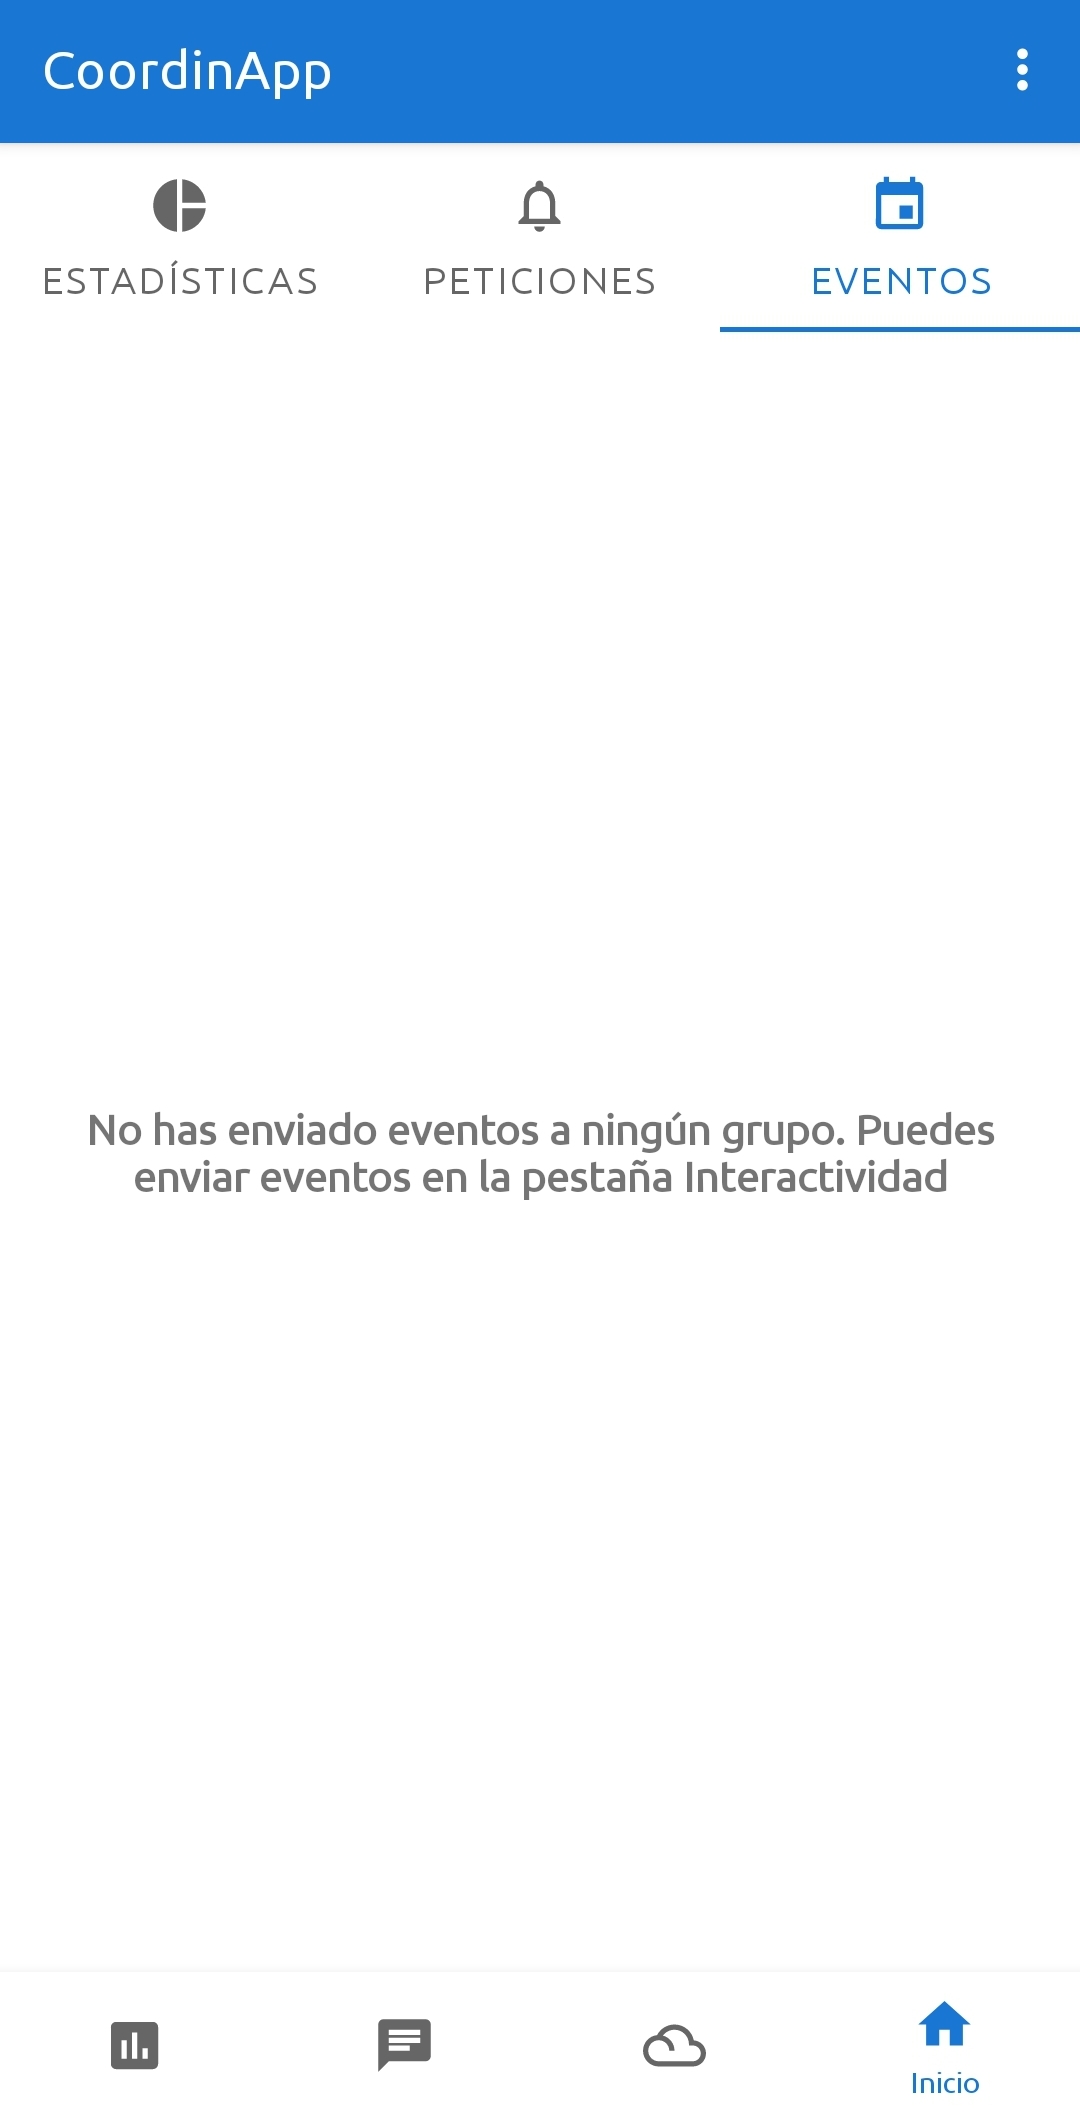 CoordinApp
ESTADÍSTICAS
PETICIONES
EVENTOS
No has enviado eventos a ningún grupo. Puedes
enviar eventos en la pestaña Interactividad
Inicio